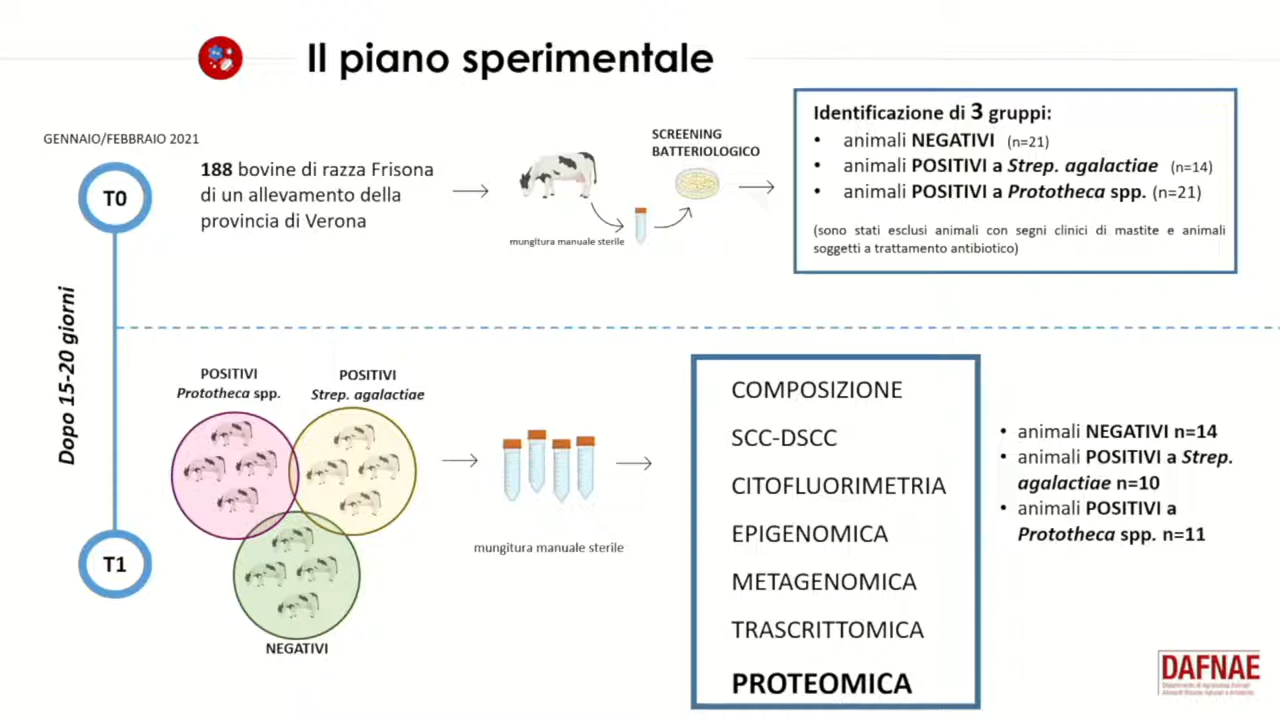 Il piano sperimentale
GENNAIO/FEBBRAIO 2021
T0
188 bovine di razza Frisona
di un allevamento della
provincia di Verona
mungitura manuale sterile
SCREENING
BATTERIOLOGICO
Identificazione di 3 gruppi:
• animali NEGATIVI (n=21)
• animali POSITIVI a Strep. agalactiae (n=14)
• animali POSITIVI a Prototheca spp. (n=21)
(sono stati esclusi animali con segni clinici di mastite e animali
soggetti a trattamento antibiotico)
Dopo 15-20 giorni
T1
POSITIVI
Prototheca spp.
POSITIVI
Strep. agalactiae
NEGATIVI
mungitura manuale sterile
COMPOSIZIONE
SCC-DSCC
CITOFLUORIMETRIA
EPIGENOMICA
METAGENOMICA
TRASCRITTOMICA
PROTEOMICA
• animali NEGATIVI n=14
• animali POSITIVI a Strep.
agalactiae n=10
• animali POSITIVI a
Prototheca spp. n=11
DAFNAE